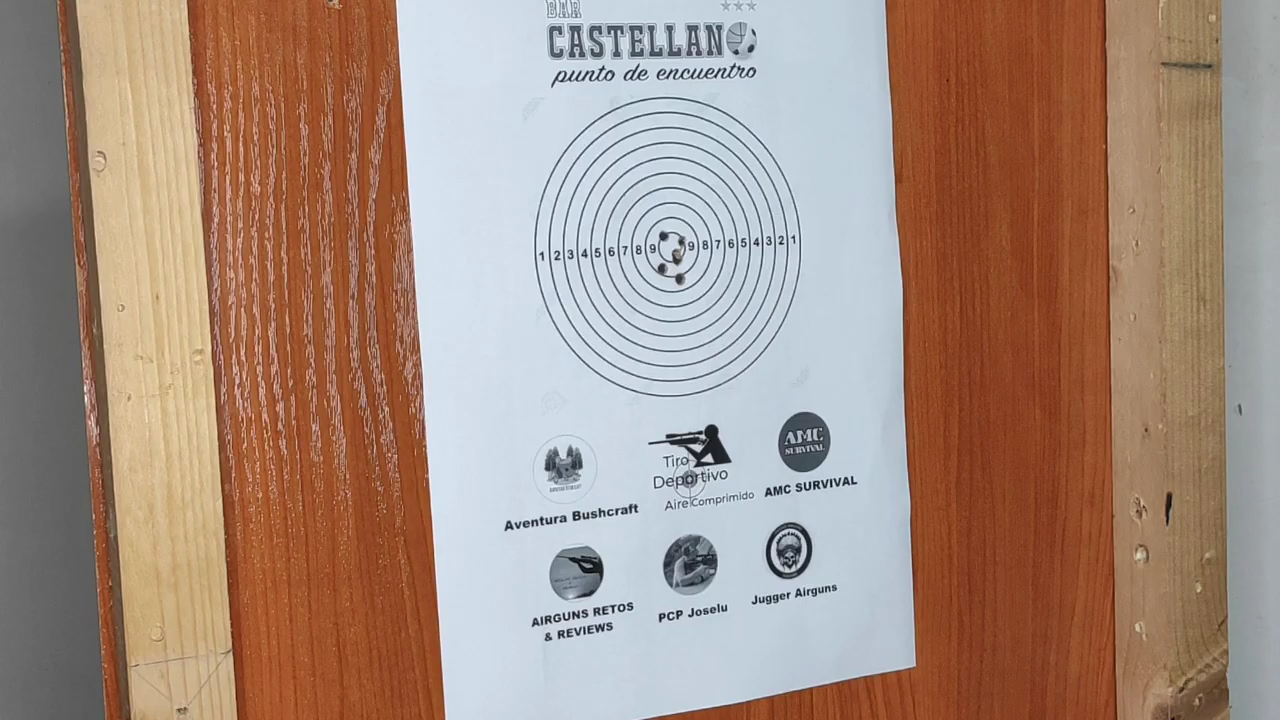 BAR
CASTELLANO
punto de encuentro
1 2 3 4 5 6 7 8 9 9 8 7 6 5 4 3 2 1
Tiro
Deportivo
Aire Comprimido
AMC
SURVIVAL
Aventura Bushcraft
AMC SURVIVAL
AIRGUNS RETOS
& REVIEWS
PCP Joselu
Jugger Airguns